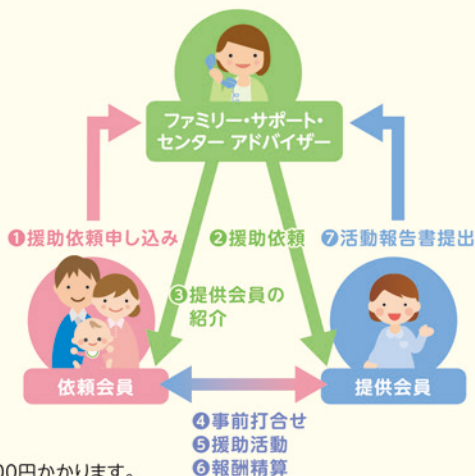 ファミリー・サポート・
センター アドバイザー
❶援助依頼申し込み
❷援助依頼
❼活動報告書提出
❸提供会員の
紹介
依頼会員
提供会員
❹事前打合せ
❺援助活動
❻報酬精算
00円かかります。